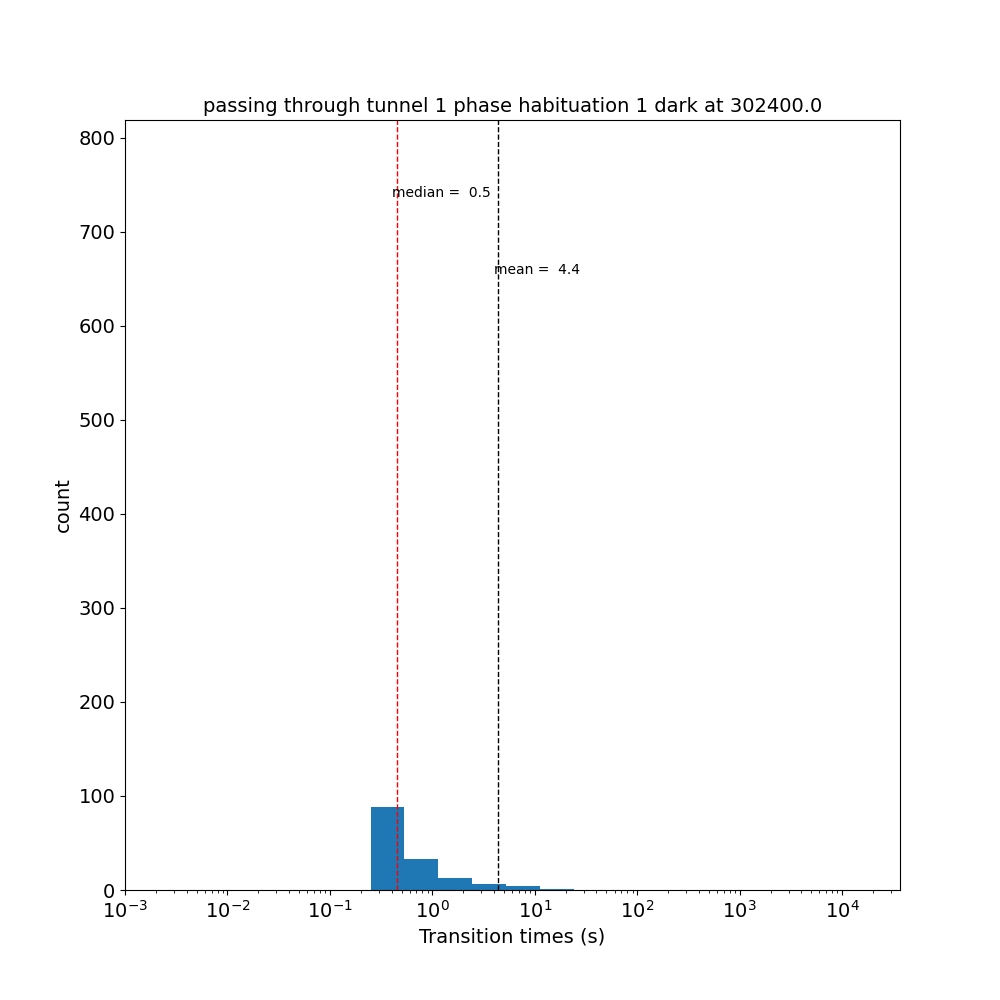 passing through tunnel 1 phase habituation 1 dark at 302400.0
800
median =  0.5
700
mean =  4.4
600
500
count
400
300
200
100
0
10⁻³ 10⁻² 10⁻¹ 10⁰ 10¹ 10² 10³ 10⁴
Transition times (s)